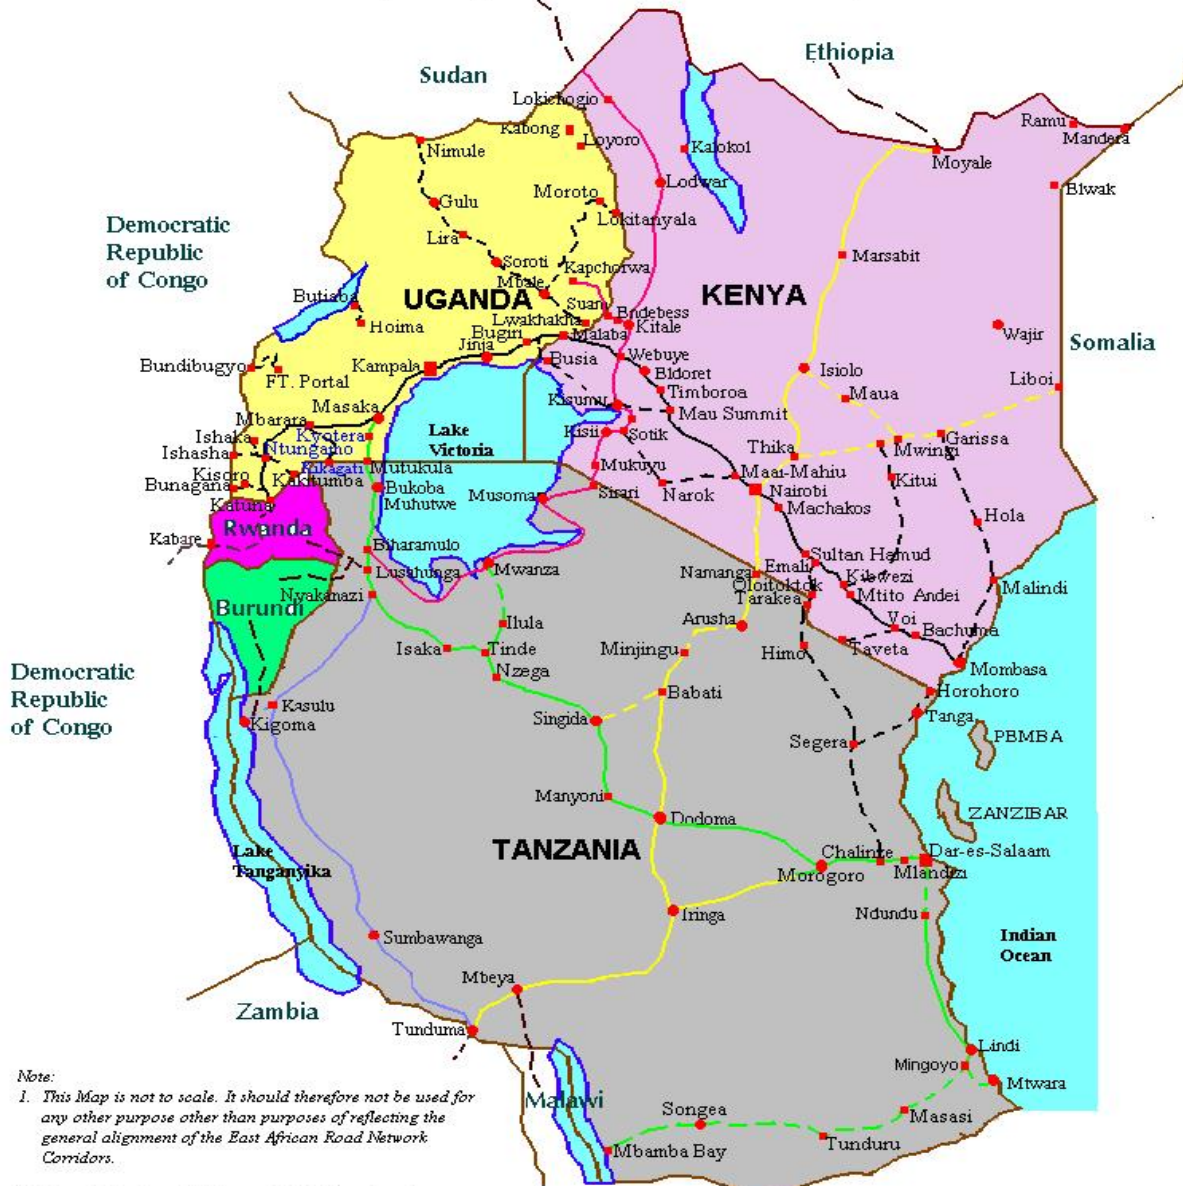 Sudan
Ethiopia
Lokichogio
Kabong
Loyoro
Nimule
Kalokol
Ramu
Mandera
Moyale
Lodwar
Elwak
Moroto
Lokitanyala
Gulu
Democratic
Republic
of Congo
Lira
Soroti
Kapchorwa
Mbale
Marsabit
UGANDA
KENYA
Butiaba
Hoima
Suam
Endebess
Lwakhakha
Kitale
Bugiri
Malaba
Jinja
Wajir
Somalia
Bundibugyo
FT. Portal
Kampala
Busia
Webuye
Eldoret
Isiolo
Timboroa
Liboi
Maua
Masaka
Kisumu
Mau Summit
Mbarara
Ishaka
Kyotera
Lake
Victoria
Kisii
Sotik
Thika
Mwingi
Garissa
Ishasha
Ntungamo
Kisoro
Kikagati
Mutukula
Mukuyu
Maai-Mahiu
Bunagana
Kakitumba
Bukoba
Sirari
Narok
Nairobi
Kitui
Katuna
Muhutwe
Musoma
Machakos
Hola
Rwanda
Kabare
Biharamulo
Sultan Hamud
Lusahunga
Mwanza
Namanga
Emali
Oloitoktok
Kibwezi
Malindi
Nyakanazi
Tarakea
Mtito Andei
Burundi
Ilula
Arusha
Voi
Bachuma
Isaka
Tinde
Minjingu
Himo
Taveta
Mombasa
Nzega
Democratic
Republic
of Congo
Babati
Horohoro
Kasulu
Kigoma
Singida
Tanga
Segera
PEMBA
Manyoni
ZANZIBAR
Dodoma
TANZANIA
Lake
Tanganyika
Chalinze
Dar-es-Salaam
Morogoro
Mlandizi
Iringa
Ndundu
Sumbawanga
Indian
Ocean
Mbeya
Zambia
Tunduma
Lindi
Mingoyo
Mtwara
Malawi
Songea
Masasi
Tunduru
Mbamba Bay
Note:
1. This Map is not to scale. It should therefore not be used for
any other purpose other than purposes of reflecting the
general alignment of the East African Road Network
Corridors.